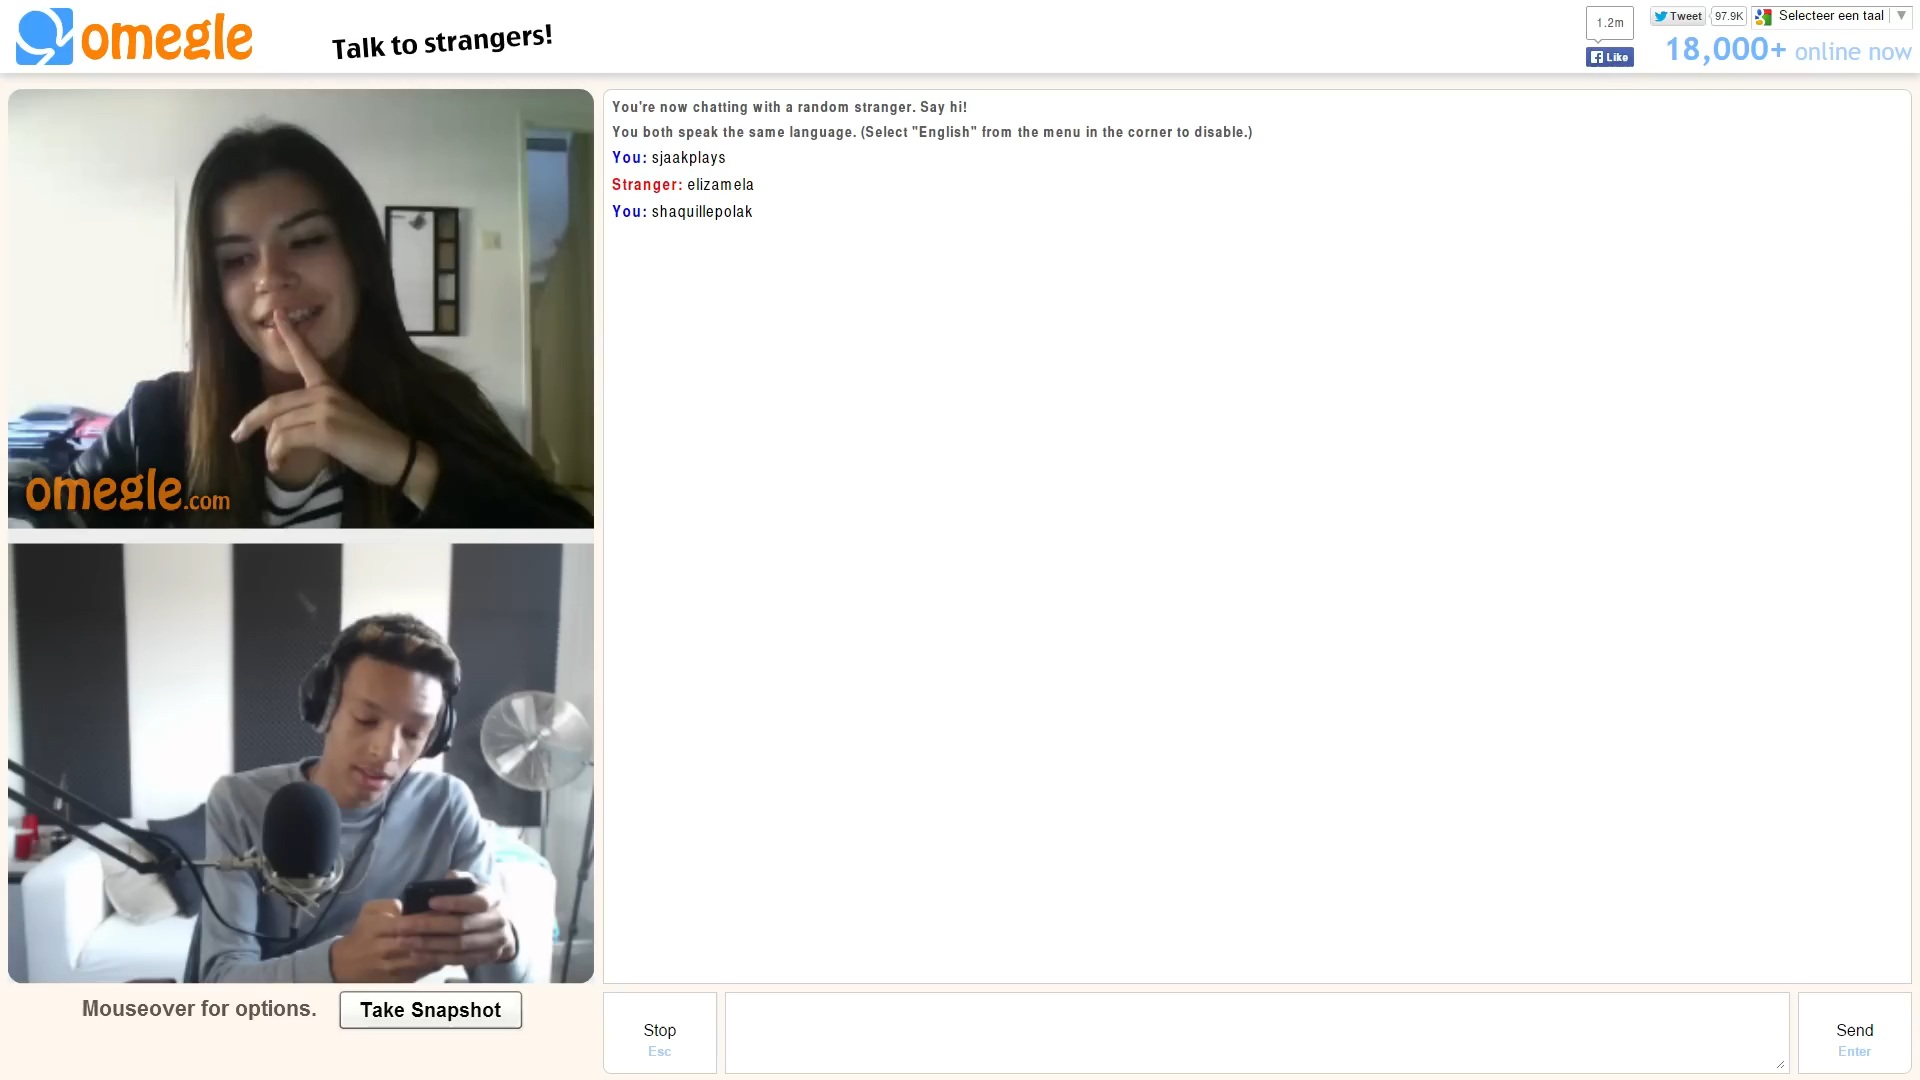 omegle
Talk to strangers!
1.2m
Like
Tweet
97.9K
Selecteer een taal
18,000+ online now
omegle.com
You're now chatting with a random stranger. Say hi!
You both speak the same language. (Select "English" from the menu in the corner to disable.)
You: sjaakplays
Stranger: elizamela
You: shaquillepolak
Mouseover for options.
Take Snapshot
Stop
Esc
Send
Enter